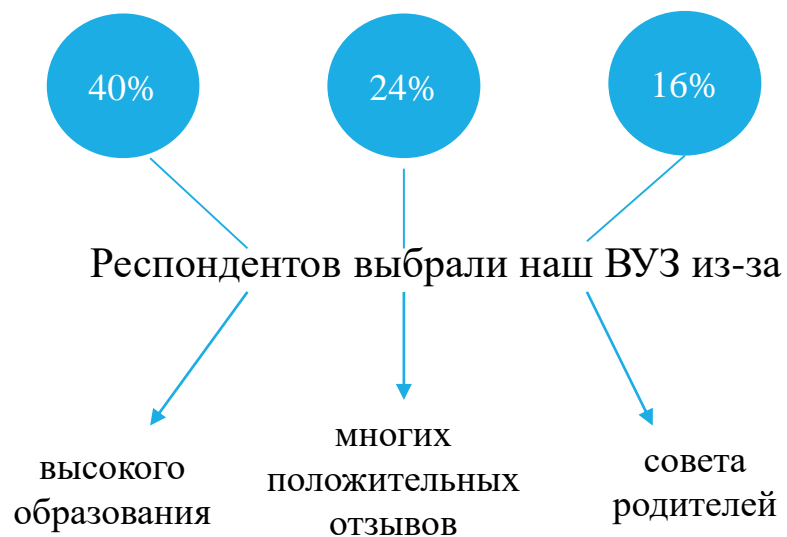 40%
24%
16%
Респондентов выбрали наш ВУЗ из-за
высокого
образования
многих
положительных
отзывов
совета
родителей